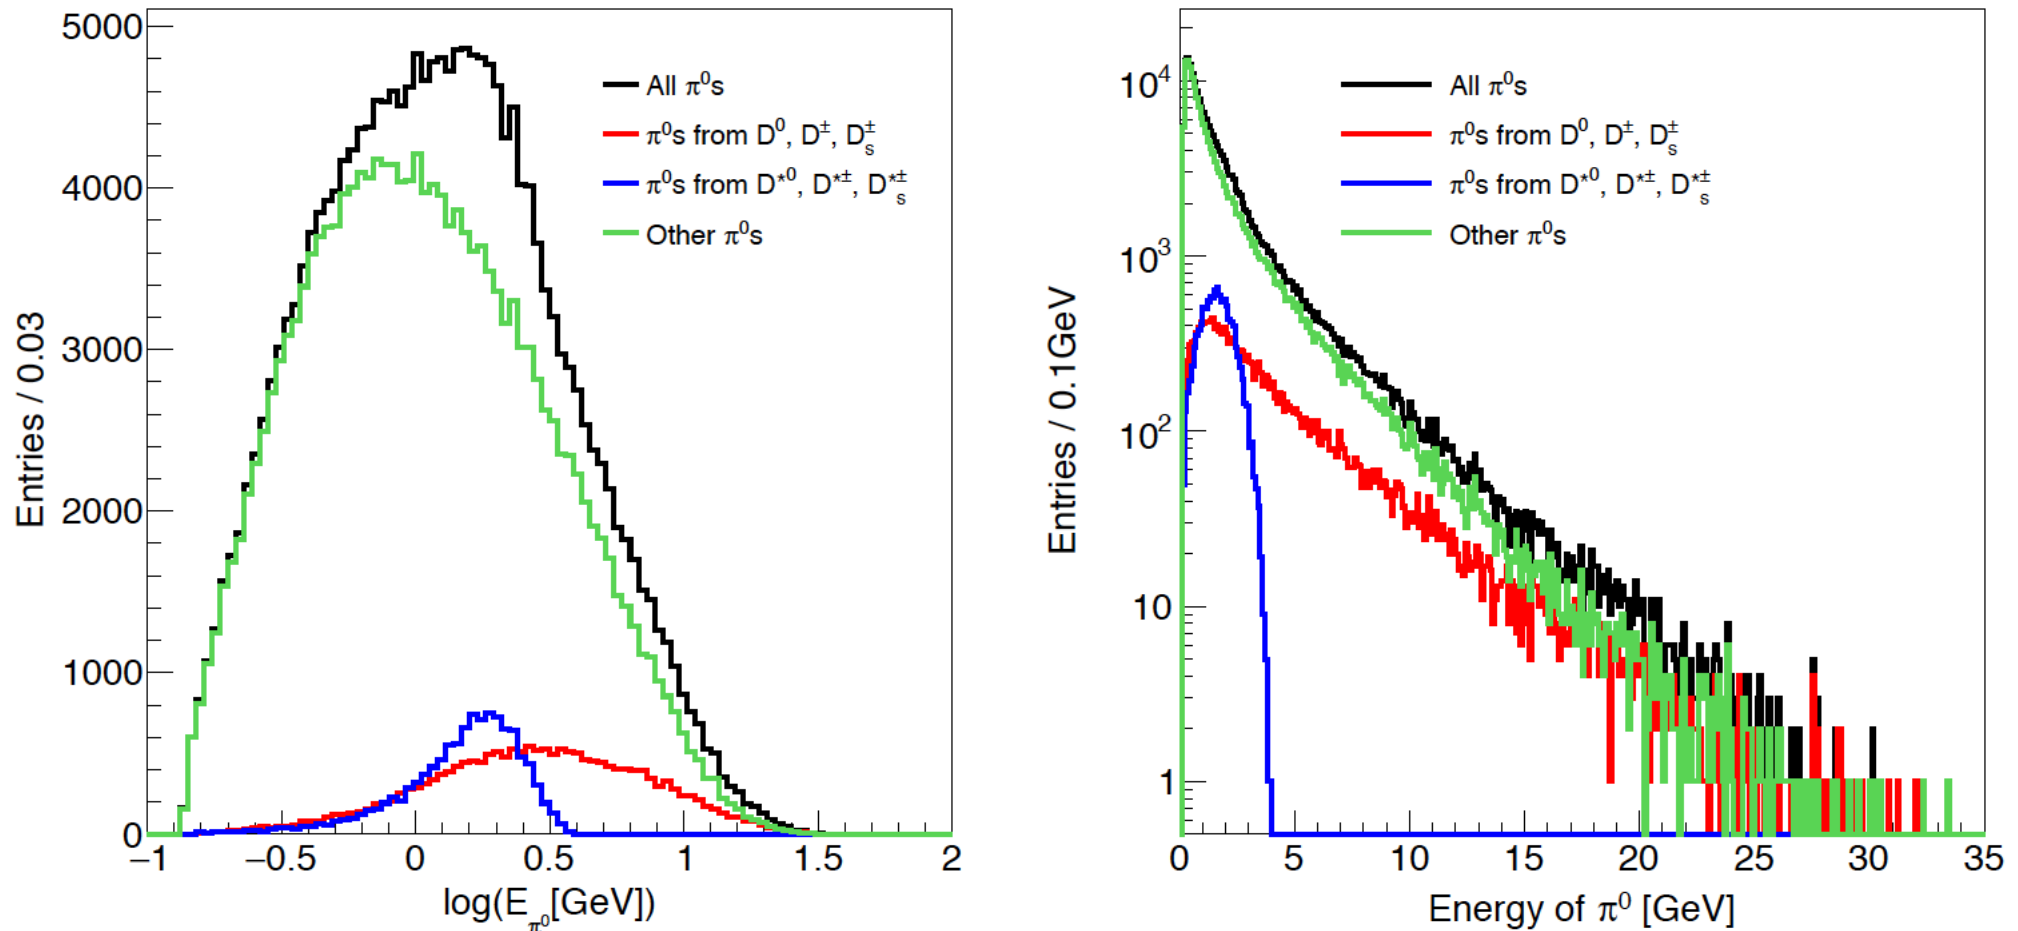 5000
4000
3000
2000
1000
0
Entries / 0.03
−1 −0.5 0 0.5 1 1.5 2
log(E_π⁰[GeV])
All π⁰s
π⁰s from D⁰, D±, Dₛ±
π⁰s from D*⁰, D*±, D*ₛ±
Other π⁰s
10⁴
10³
10²
10
1
Entries / 0.1GeV
0 5 10 15 20 25 30 35
Energy of π⁰ [GeV]
All π⁰s
π⁰s from D⁰, D±, Dₛ±
π⁰s from D*⁰, D*±, D*ₛ±
Other π⁰s